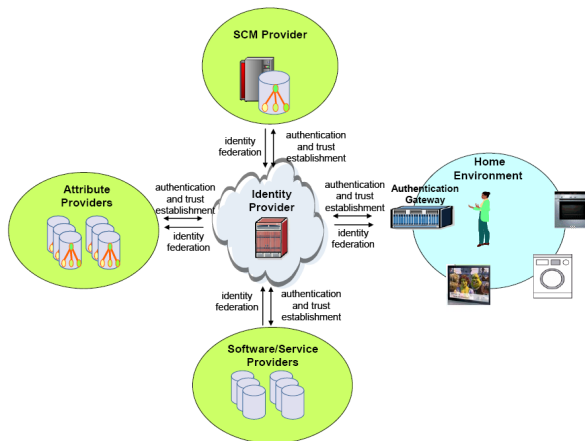 SCM Provider
identity
federation
authentication
and trust
establishment
Attribute
Providers
authentication
and trust
establishment
identity
federation
Identity
Provider
authentication
and trust
establishment
identity
federation
Home
Environment
Authentication
Gateway
identity
federation
authentication
and trust
establishment
Software/Service
Providers